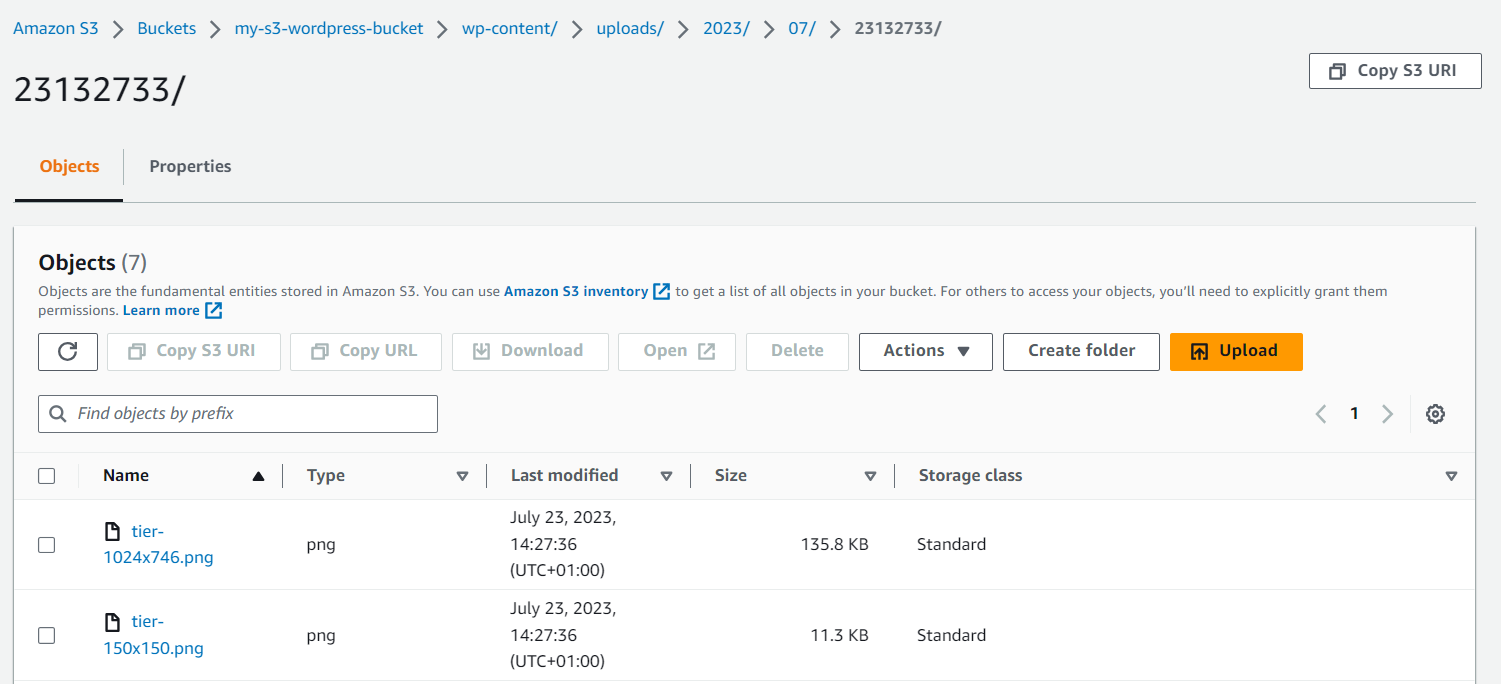 Amazon S3 > Buckets > my-s3-wordpress-bucket > wp-content/ > uploads/ > 2023/ > 07/ > 23132733/
23132733/
Copy S3 URI
Objects Properties
Objects (7)
Objects are the fundamental entities stored in Amazon S3. You can use Amazon S3 inventory to get a list of all objects in your bucket. For others to access your objects, you'll need to explicitly grant them
permissions. Learn more
Copy S3 URI Copy URL Download Open Delete Actions Create folder Upload
Find objects by prefix
1
Name Type Last modified Size Storage class
tier-
1024x746.png
png
July 23, 2023,
14:27:36
(UTC+01:00)
135.8 KB
Standard
tier-
150x150.png
png
July 23, 2023,
14:27:36
(UTC+01:00)
11.3 KB
Standard